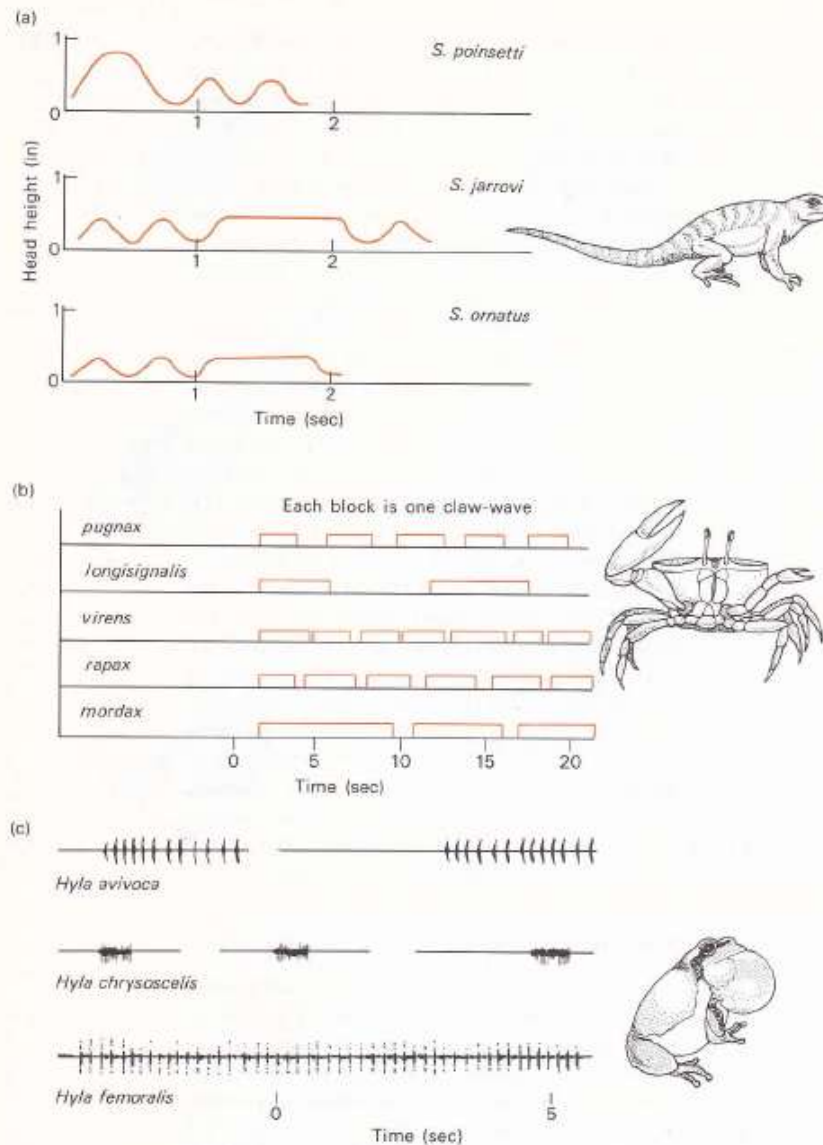 (a)
1
S. poinsetti
0
1
2
Head height (in)
1
S. jarrovi
0
1
2
1
S. ornatus
0
1
2
Time (sec)
(b)
Each block is one claw-wave
pugnax
longisignalis
virens
rapax
mordax
0 5 10 15 20
Time (sec)
(c)
Hyla avivoca
Hyla chrysoscelis
Hyla femoralis
0 5
Time (sec)